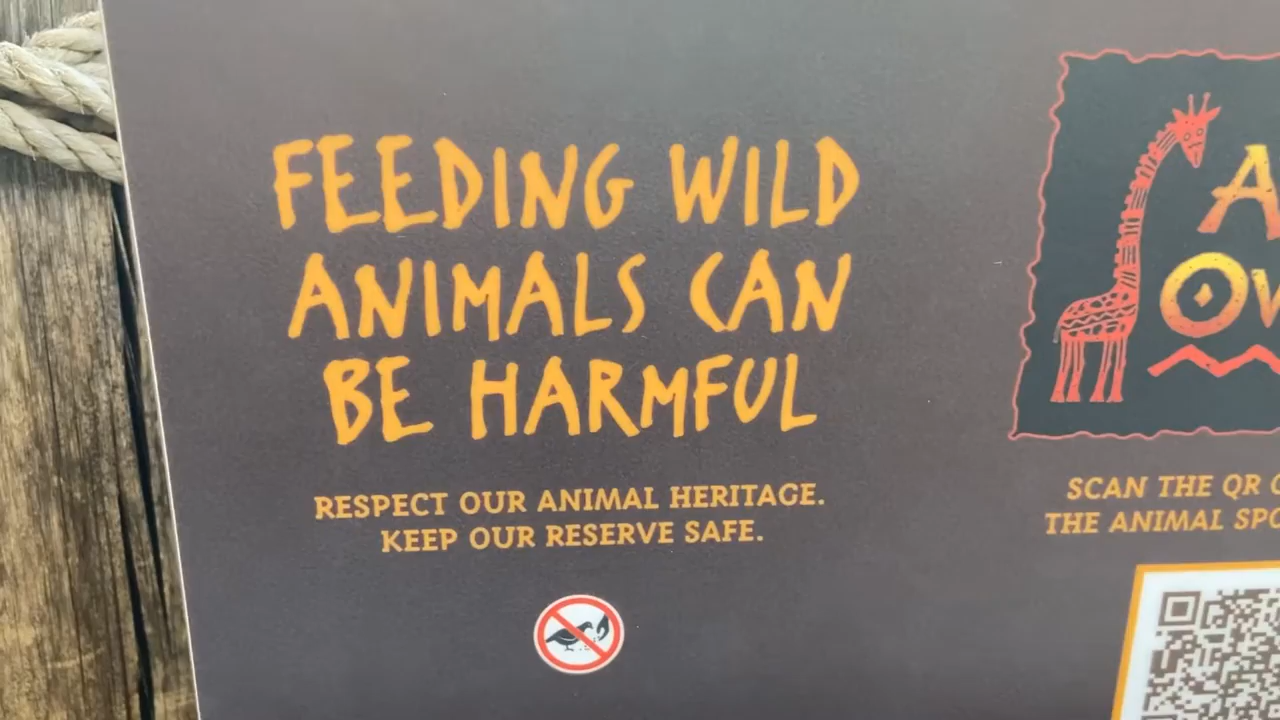 FEEDING WILD
ANIMALS CAN
BE HARMFUL
RESPECT OUR ANIMAL HERITAGE.
KEEP OUR RESERVE SAFE.
SCAN THE QR
THE ANIMAL